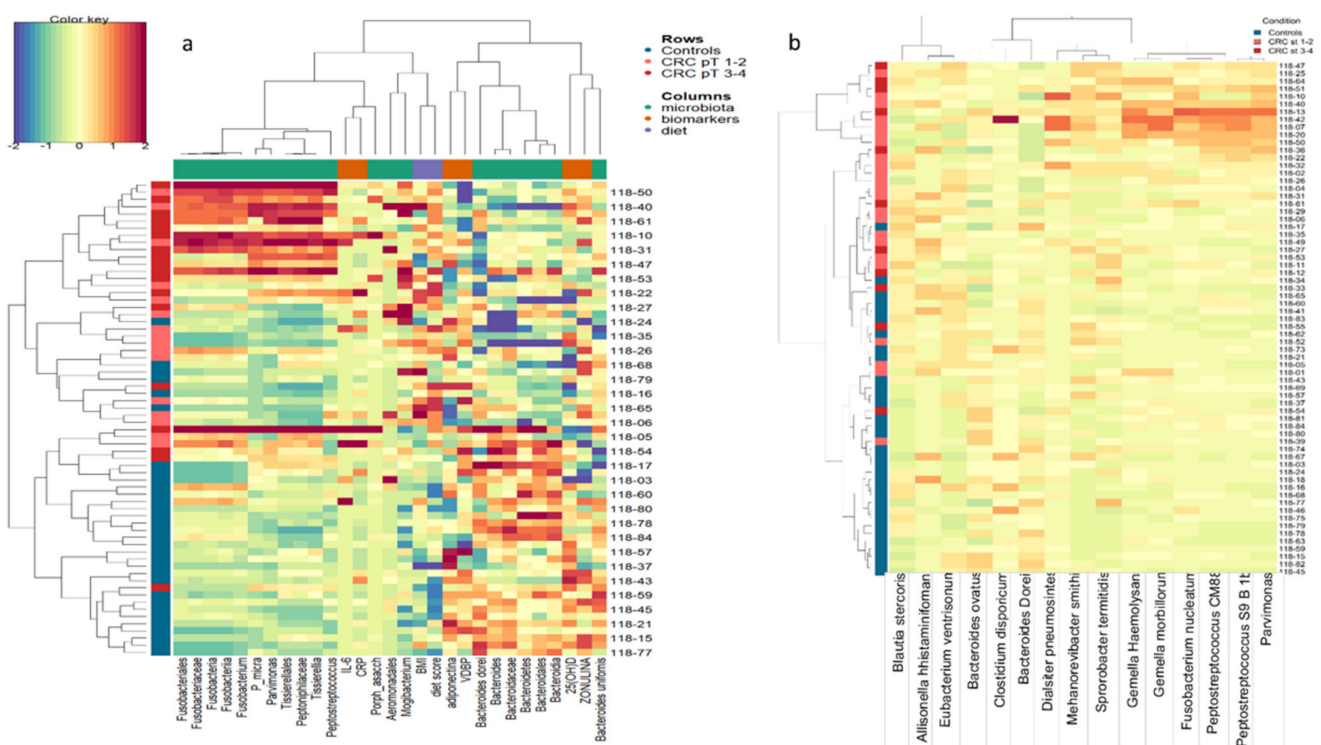 Color key
-2 -1 0 1 2
a
Rows
Controls
CRC pT 1-2
CRC pT 3-4
Columns
microbiota
biomarkers
diet
118-50
118-40
118-61
118-10
118-31
118-47
118-53
118-22
118-27
118-24
118-35
118-26
118-68
118-79
118-16
118-65
118-06
118-05
118-54
118-17
118-03
118-60
118-80
118-78
118-84
118-57
118-37
118-43
118-59
118-45
118-21
118-15
118-77
Fusobacteriales
Fusobacteriaceae
Fusobacteria
Fusobacteriia
Fusobacterium
P_micra
Parvimonas
Tissierellales
Peptoniphilaceae
Tissierellia
Peptostreptococcus
IL-6
CRP
Porph_asacch
Aeromonadales
Mogibacterium
BMI
diet score
adiponectina
VDBP
Bacteroides dorei
Bacteroides
Bacteroidaceae
Bacteroidetes
Bacteroidales
Bacteroidia
25[OH]D
ZONULINA
Bacteroides uniformis
b
Condition
Controls
CRC st 1-2
CRC st 3-4
118-47
118-25
118-64
118-51
118-10
118-40
118-13
118-42
118-07
118-20
118-50
118-36
118-22
118-32
118-02
118-26
118-04
118-31
118-61
118-29
118-06
118-17
118-35
118-49
118-27
118-53
118-11
118-12
118-34
118-33
118-65
118-60
118-41
118-83
118-55
118-62
118-52
118-73
118-21
118-05
118-01
118-43
118-69
118-57
118-37
118-54
118-81
118-84
118-80
118-39
118-74
118-67
118-03
118-24
118-18
118-16
118-68
118-77
118-46
118-75
118-79
118-78
118-63
118-59
118-15
118-82
118-45
Blautia stercoris
Allisonella hhistaminifoman
Eubacterium ventrisonun
Bacteroides ovatus
Clostidium disporicum
Bacteroides Dorei
Dialsiter pneumosintes
Mehanorevibacter smithi
Spororobacter termitidis
Gemella Haemolysan
Gemella morbillorun
Fusobacterium nucleatum
Peptostreptococcus CM88
Peptostreptococcus S9 B 1b
Parvimonas